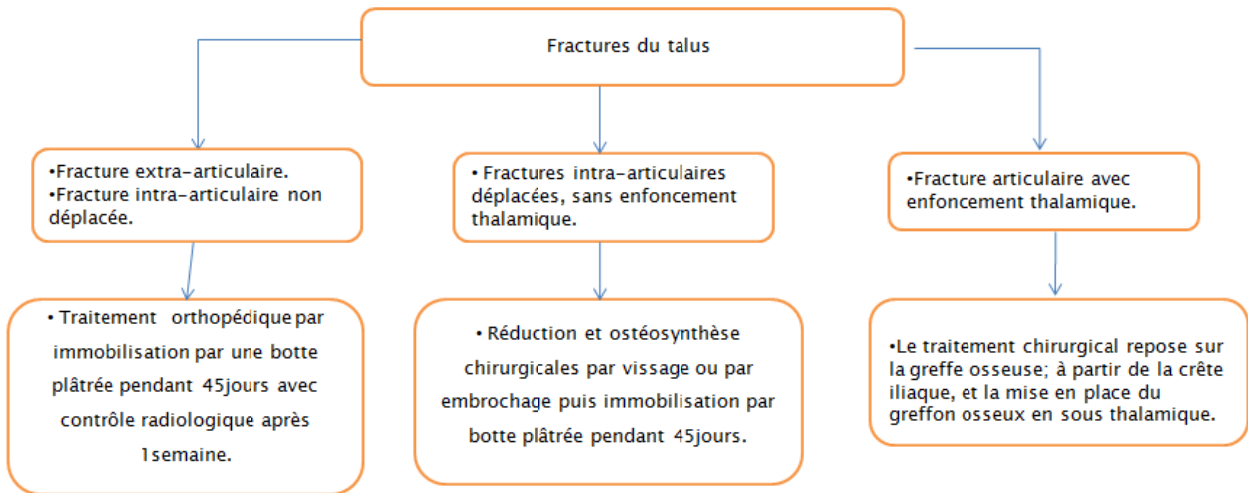 Fractures du talus
•Fracture extra-articulaire.
•Fracture intra-articulaire non
déplacée.
• Fractures intra-articulaires
déplacées, sans enfoncement
thalamique.
•Fracture articulaire avec
enfoncement thalamique.
• Traitement orthopédique par
immobilisation par une botte
plâtrée pendant 45jours avec
contrôle radiologique après
1semaine.
• Réduction et ostéosynthèse
chirurgicales par vissage ou par
embrochage puis immobilisation par
botte plâtrée pendant 45jours.
•Le traitement chirurgical repose sur
la greffe osseuse; à partir de la crête
iliaque, et la mise en place du
greffon osseux en sous thalamique.